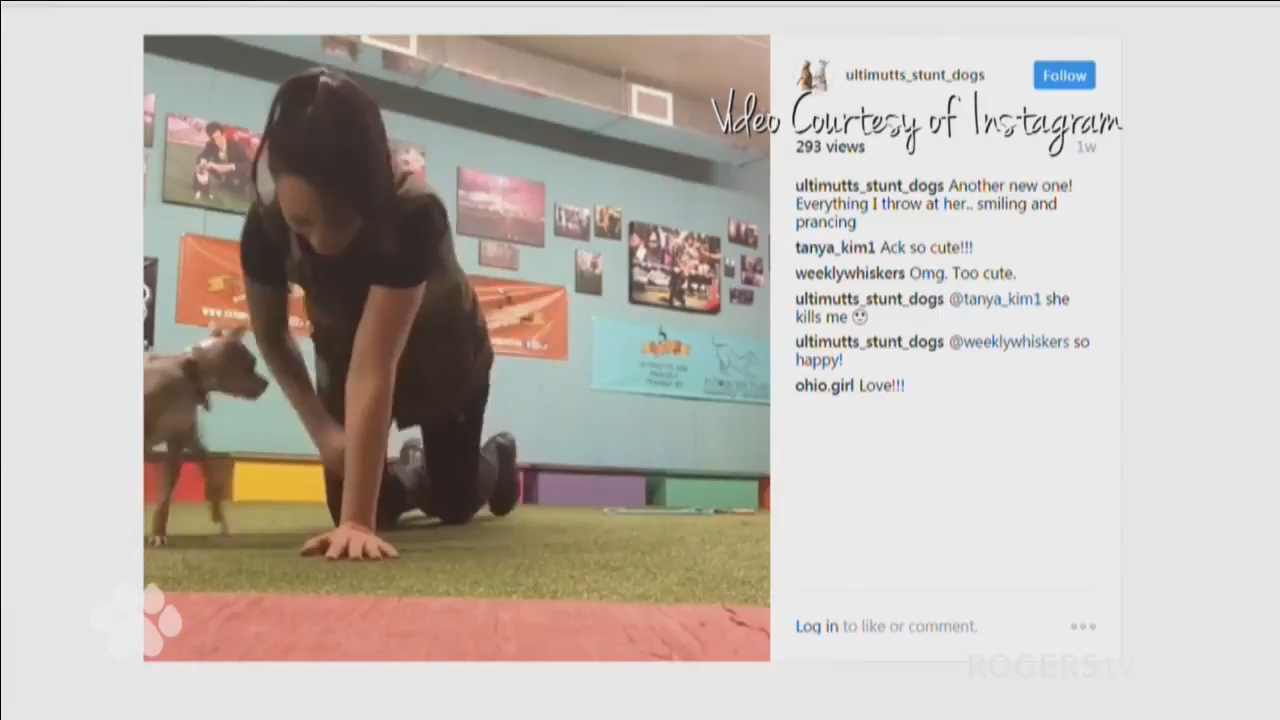 ultimutts_stunt_dogs
Follow
Video Courtesy of Instagram
293 views
1w
ultimutts_stunt_dogs Another new one!
Everything I throw at her.. smiling and
prancing
tanya_kim1 Ack so cute!!!
weeklywhiskers Omg. Too cute.
ultimutts_stunt_dogs @tanya_kim1 she
kills me 🙂
ultimutts_stunt_dogs @weeklywhiskers so
happy!
ohio.girl Love!!!
Log in to like or comment.
ROGERS tv